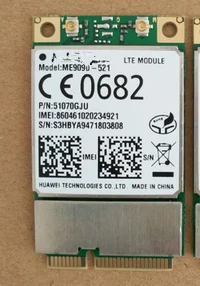 LTE MODULE
Model:ME909u-521
CE0682
P/N:51070GJU
IMEI:860461020234921
S/N:S3HBYA9471803808
IMEI
S/N
HUAWEI TECHNOLOGIES CO.,LTD. MADE IN CHINA